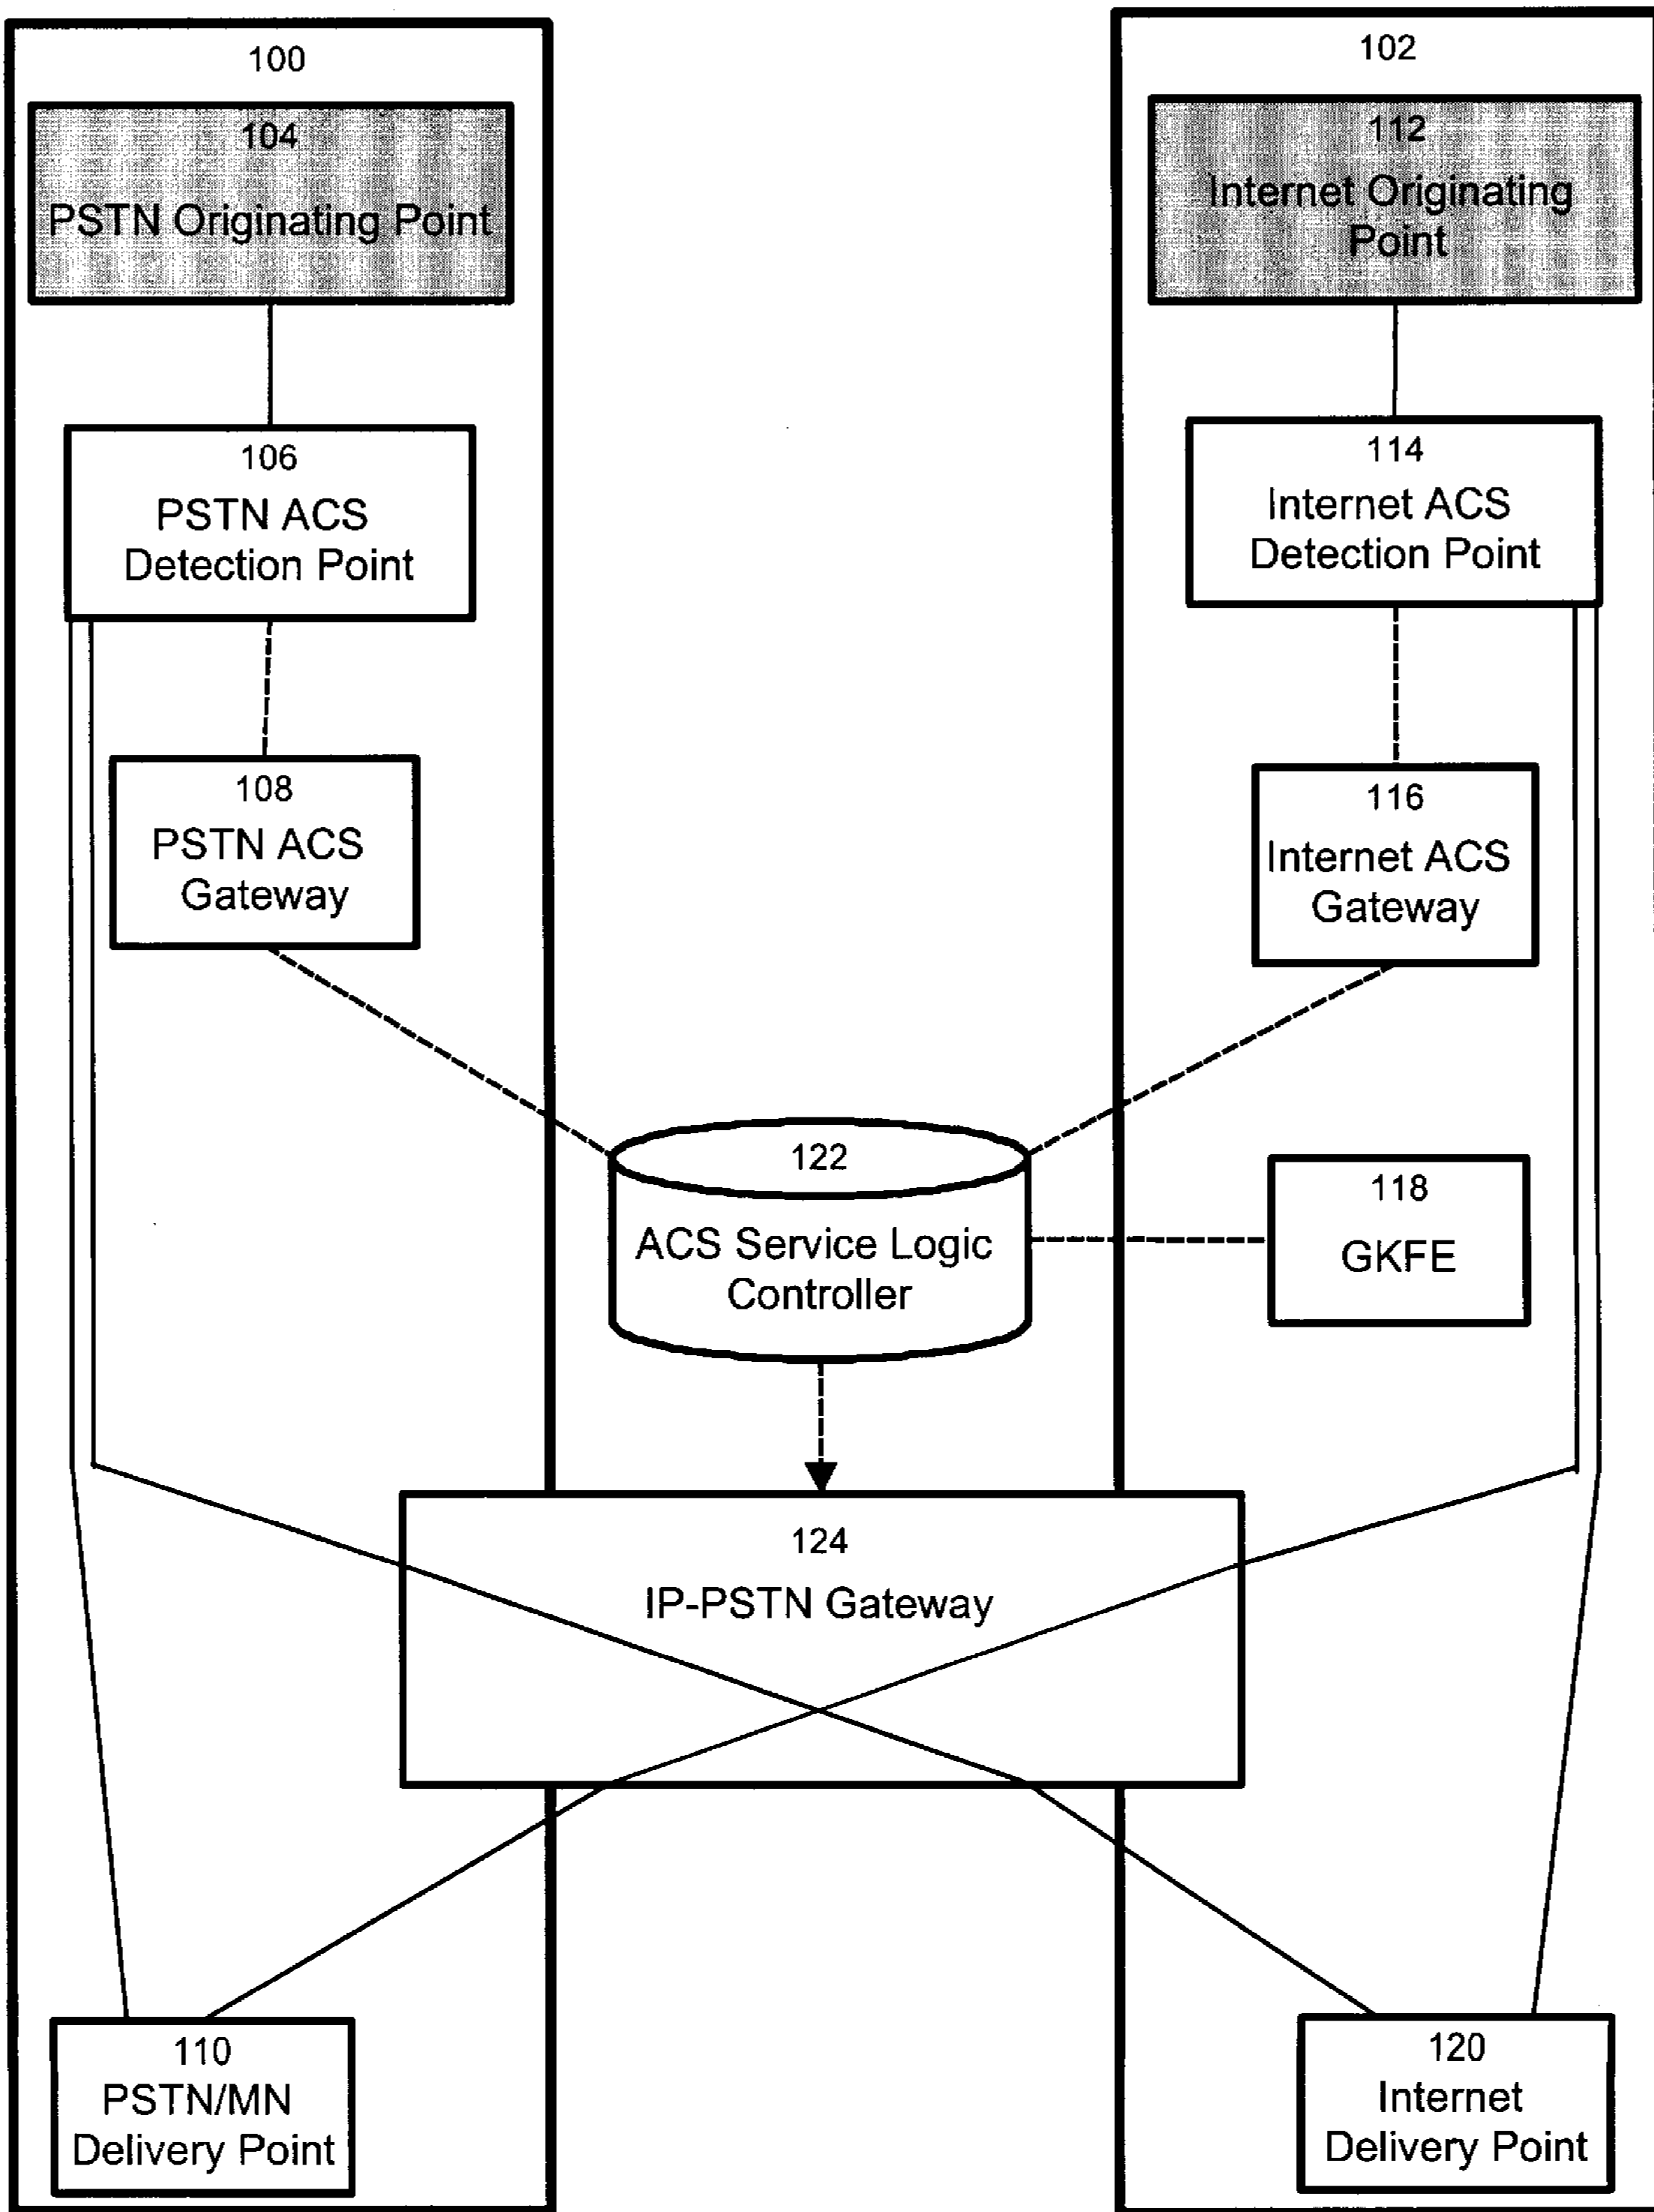 100
104
PSTN Originating Point
106
PSTN ACS
Detection Point
108
PSTN ACS
Gateway
102
112
Internet Originating
Point
114
Internet ACS
Detection Point
116
Internet ACS
Gateway
122
ACS Service Logic
Controller
118
GKFE
124
IP-PSTN Gateway
110
PSTN/MN
Delivery Point
120
Internet
Delivery Point